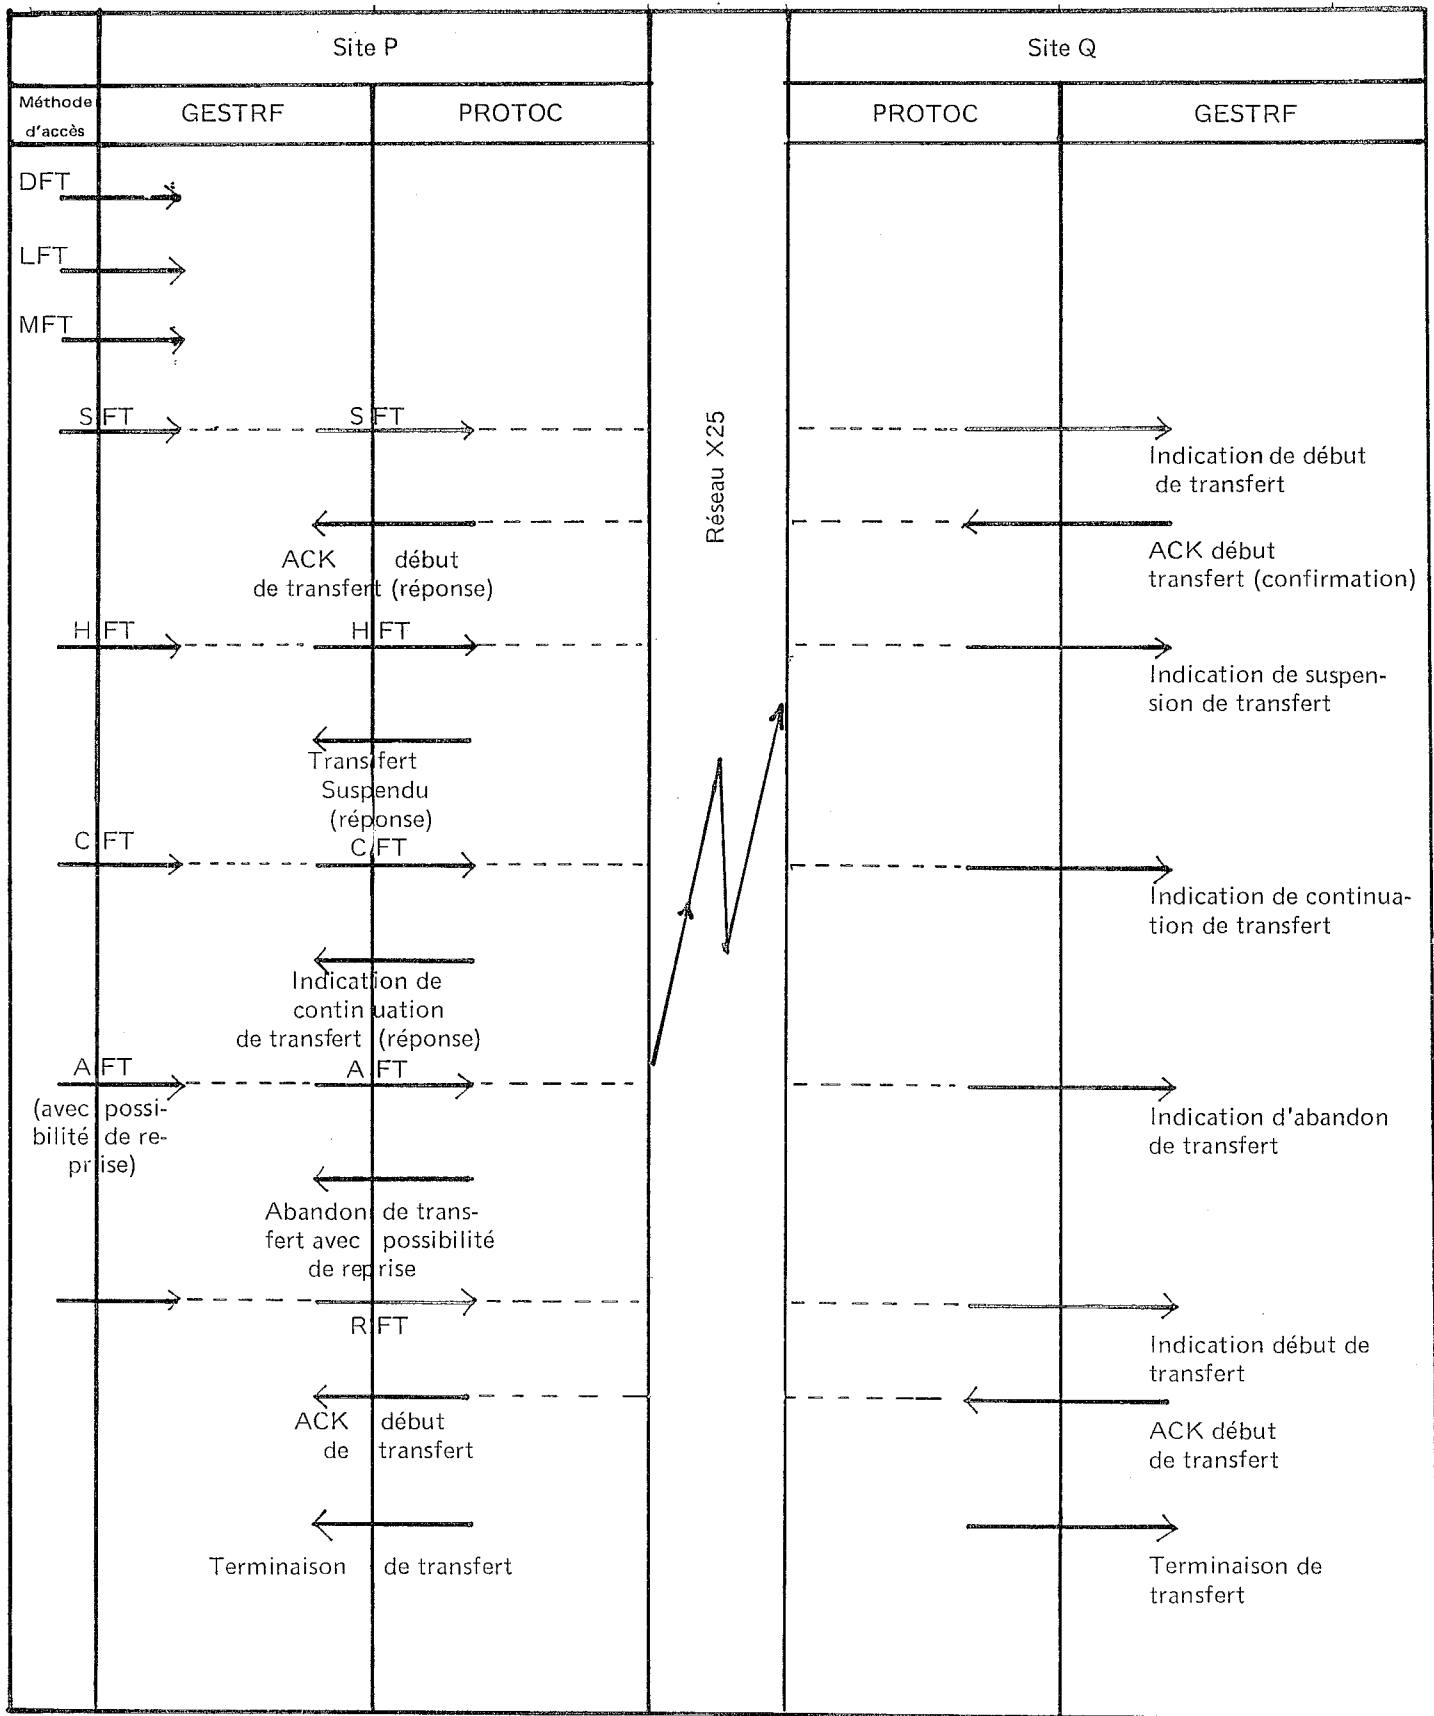 Site P
Site Q
Méthode
d'accès
GESTRF
PROTOC
PROTOC
GESTRF
DFT
LFT
MFT
SFT
SFT
Réseau X25
Indication de début
de transfert
ACK début
de transfert (réponse)
ACK début
transfert (confirmation)
HFT
HFT
Indication de suspen-
sion de transfert
Transfert
Suspendu
(réponse)
CFT
CFT
Indication de continua-
tion de transfert
Indication de
continuation
de transfert (réponse)
AFT
(avec possi-
bilité de re-
prise)
AFT
Indication d'abandon
de transfert
Abandon de trans-
fert avec possibilité
de reprise
RFT
Indication début de
transfert
ACK début
de transfert
ACK début
de transfert
Terminaison de transfert
Terminaison de
transfert